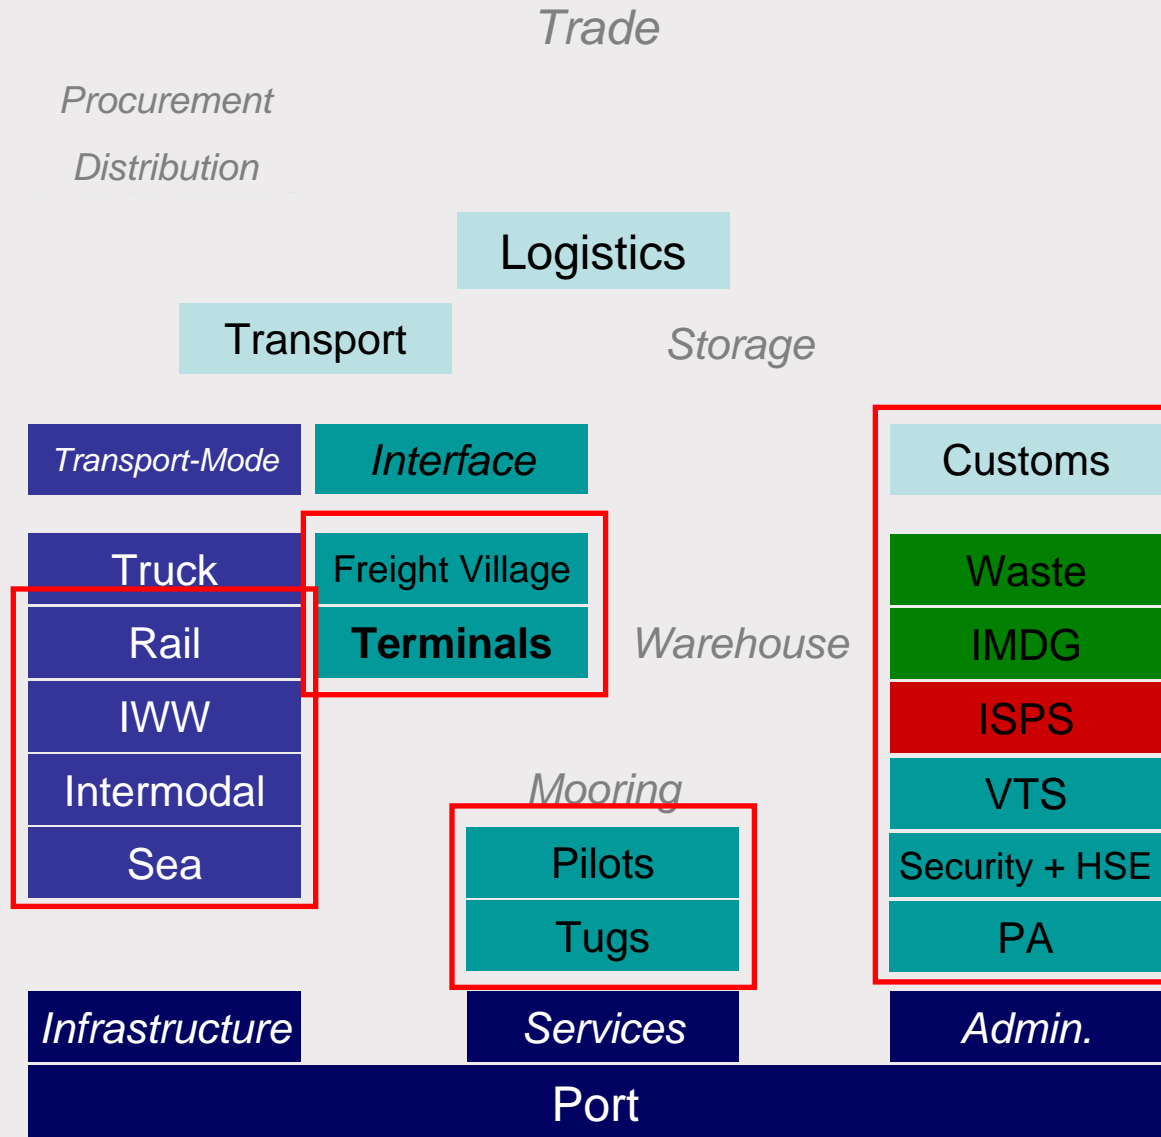 Trade
Procurement
Distribution
Logistics
Transport
Storage
Transport-Mode
Interface
Customs
Truck
Freight Village
Waste
Rail
Terminals
Warehouse
IMDG
IWW
ISPS
Intermodal
Mooring
VTS
Sea
Pilots
Security + HSE
Tugs
PA
Infrastructure
Services
Admin.
Port